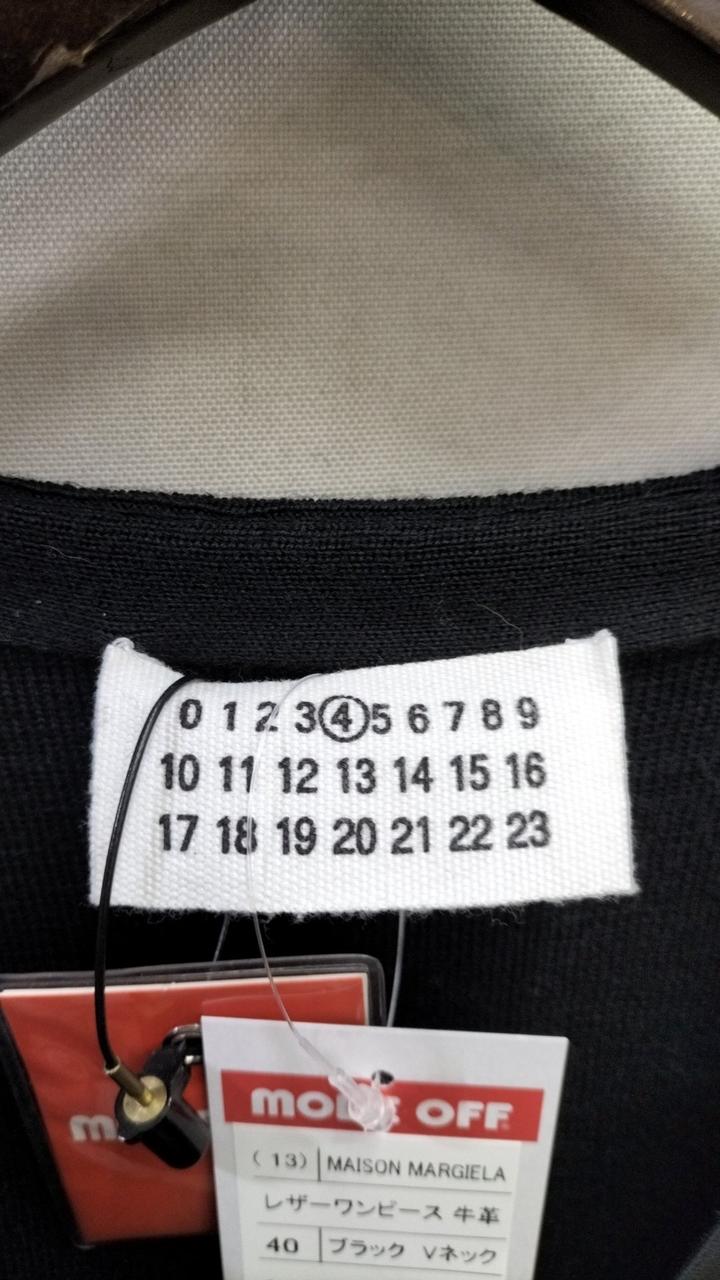 0 1 2 3 4 5 6 7 8 9
10 11 12 13 14 15 16
17 18 19 20 21 22 23
MODE OFF
(13) MAISON MARGIELA
レザーワンピース 牛革
40 ブラック Vネック